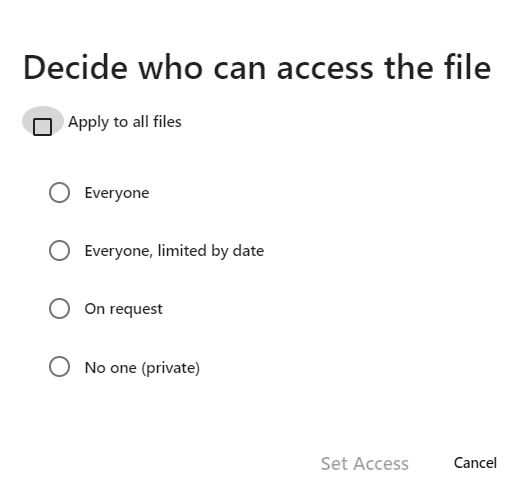 Decide who can access the file
Apply to all files
Everyone
Everyone, limited by date
On request
No one (private)
Set Access Cancel